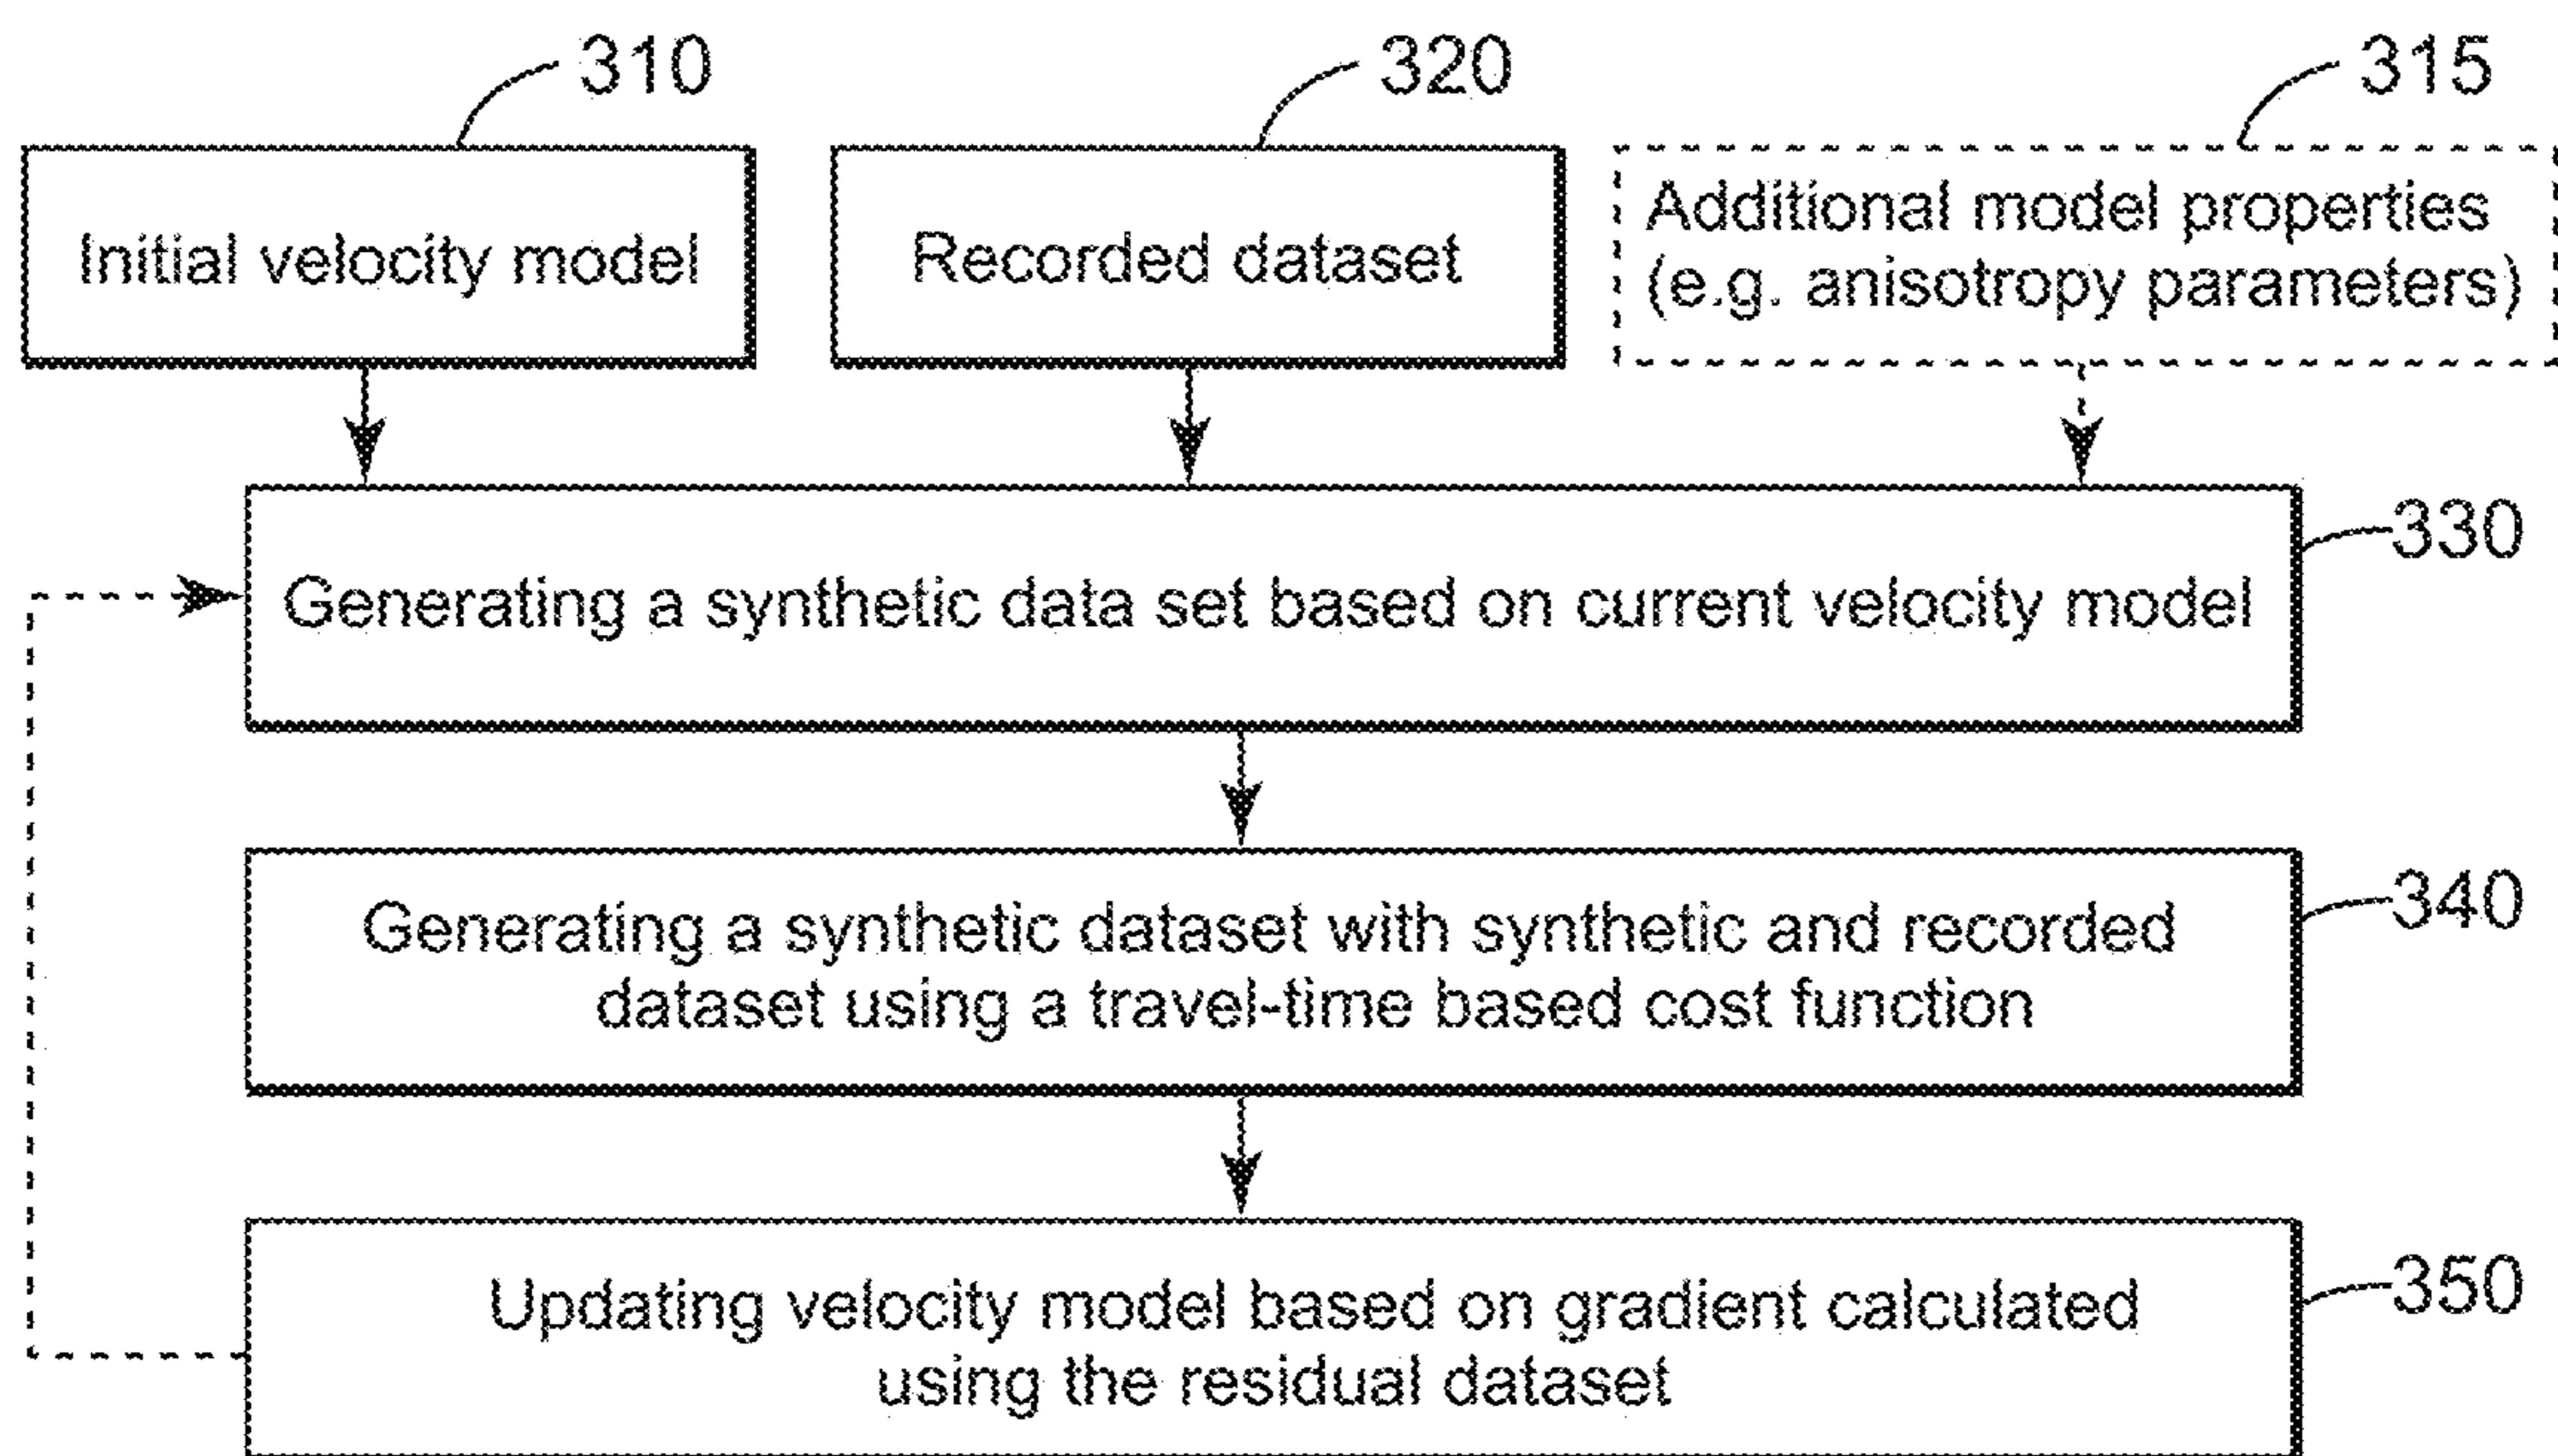 310
320
315
Initial velocity model
Recorded dataset
Additional model properties
(e.g. anisotropy parameters)
330
Generating a synthetic data set based on current velocity model
340
Generating a synthetic dataset with synthetic and recorded
dataset using a travel-time based cost function
350
Updating velocity model based on gradient calculated
using the residual dataset